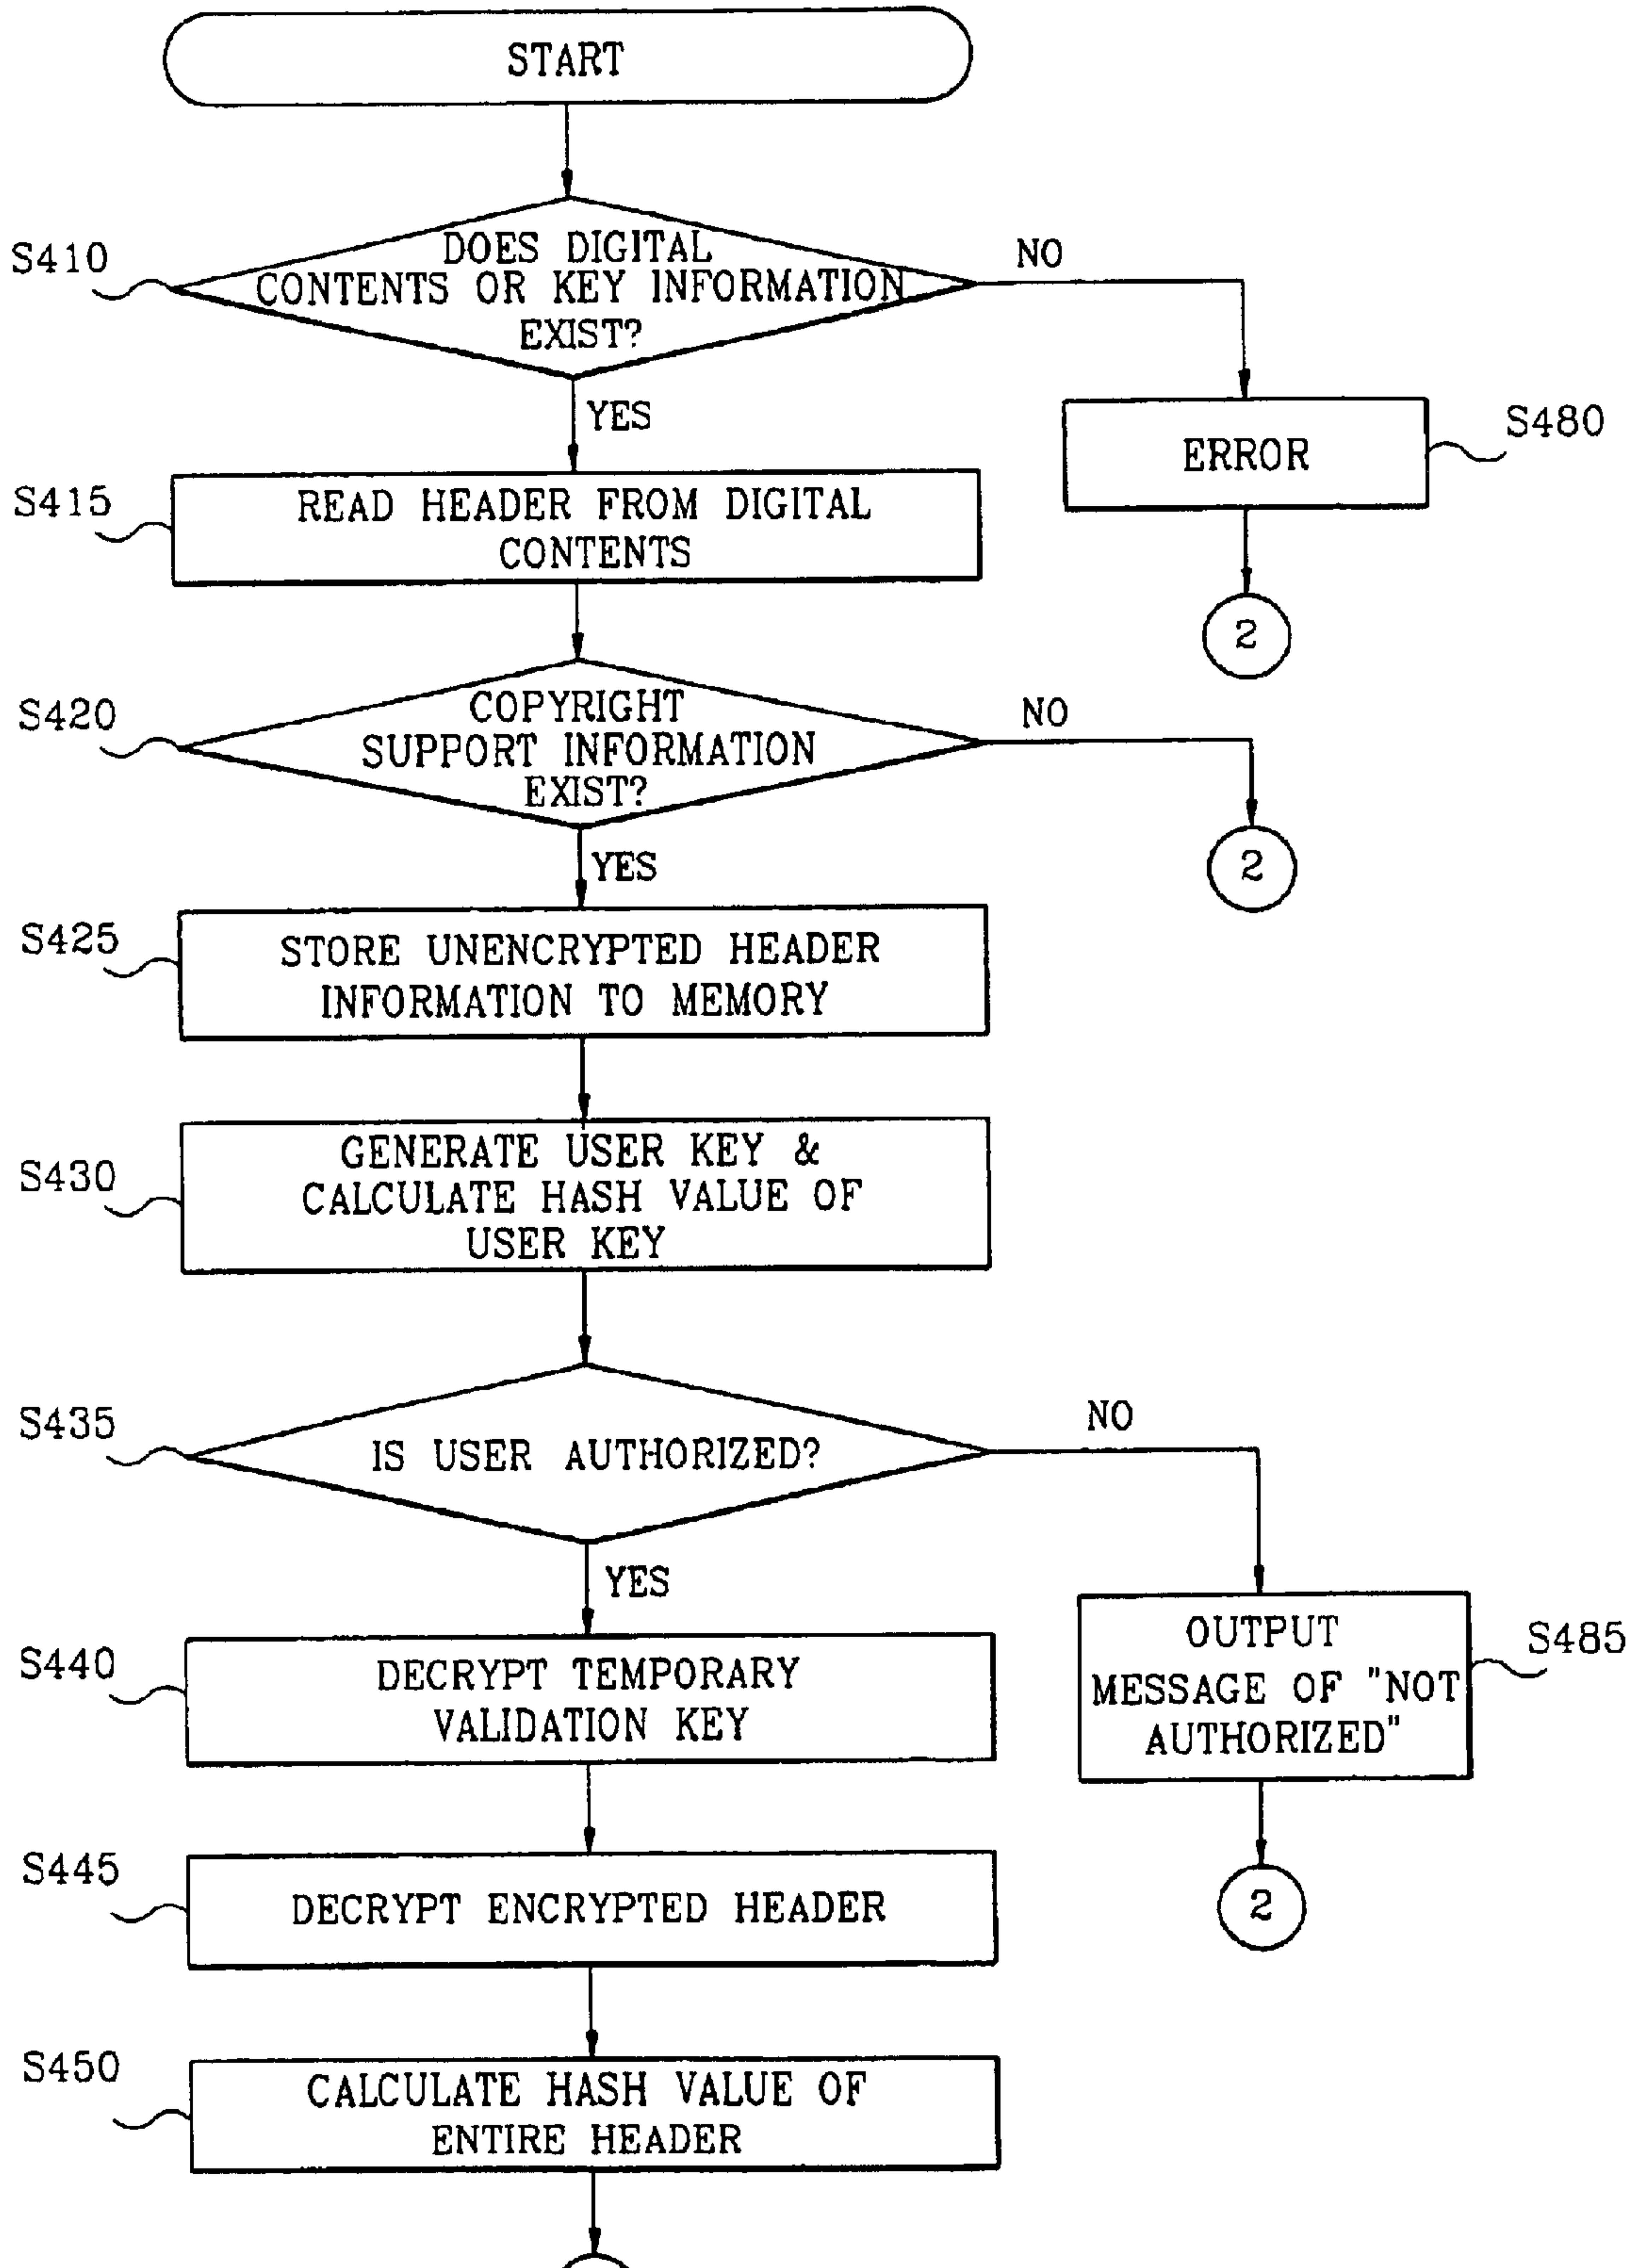 START
S410
DOES DIGITAL
CONTENTS OR KEY INFORMATION
EXIST?
NO
YES
S480
ERROR
S415
READ HEADER FROM DIGITAL
CONTENTS
2
S420
COPYRIGHT
SUPPORT INFORMATION
EXIST?
NO
2
YES
S425
STORE UNENCRYPTED HEADER
INFORMATION TO MEMORY
S430
GENERATE USER KEY &
CALCULATE HASH VALUE OF
USER KEY
S435
IS USER AUTHORIZED?
NO
YES
S440
DECRYPT TEMPORARY
VALIDATION KEY
OUTPUT
MESSAGE OF "NOT
AUTHORIZED"
S485
S445
DECRYPT ENCRYPTED HEADER
2
S450
CALCULATE HASH VALUE OF
ENTIRE HEADER